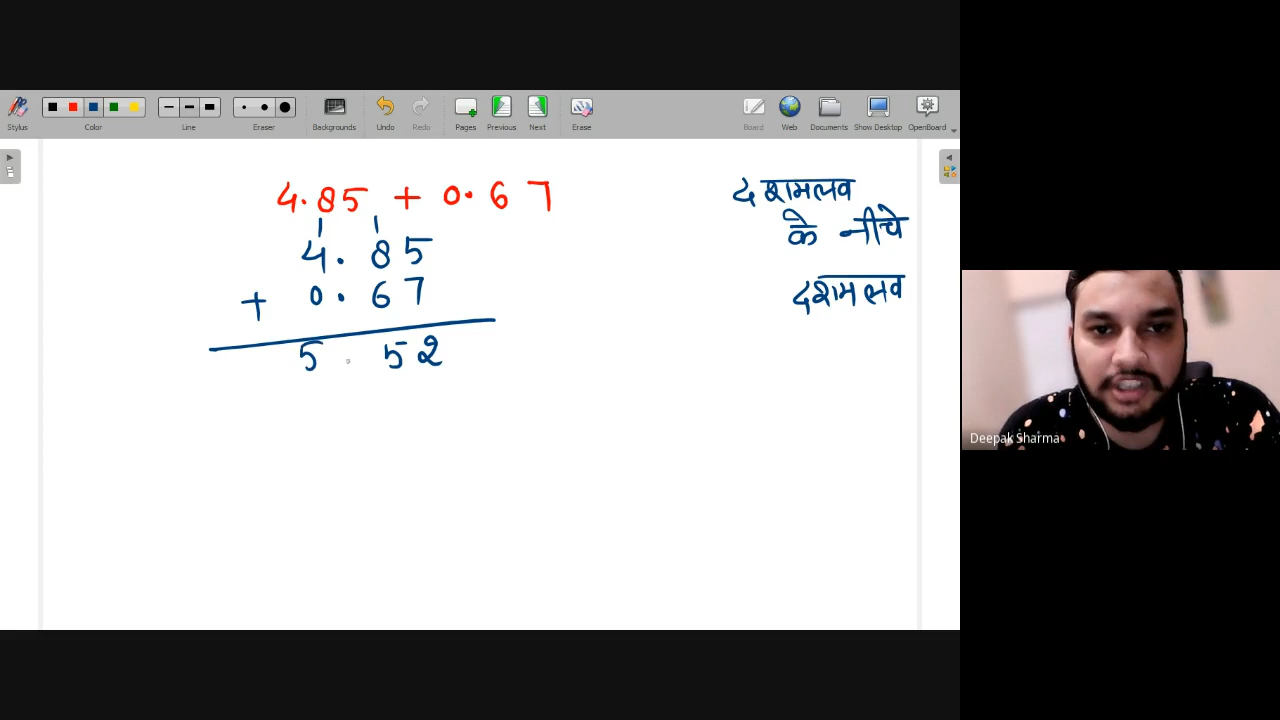 Stylus
Color
Line
Eraser
Backgrounds
Undo
Redo
Pages
Previous
Next
Erase
Board
Web
Documents
Show Desktop
OpenBoard
4.85 + 0.67
4.85
+ 0.67
5.52
दशमलव
के नीचे
दशमलव
Deepak Sharma